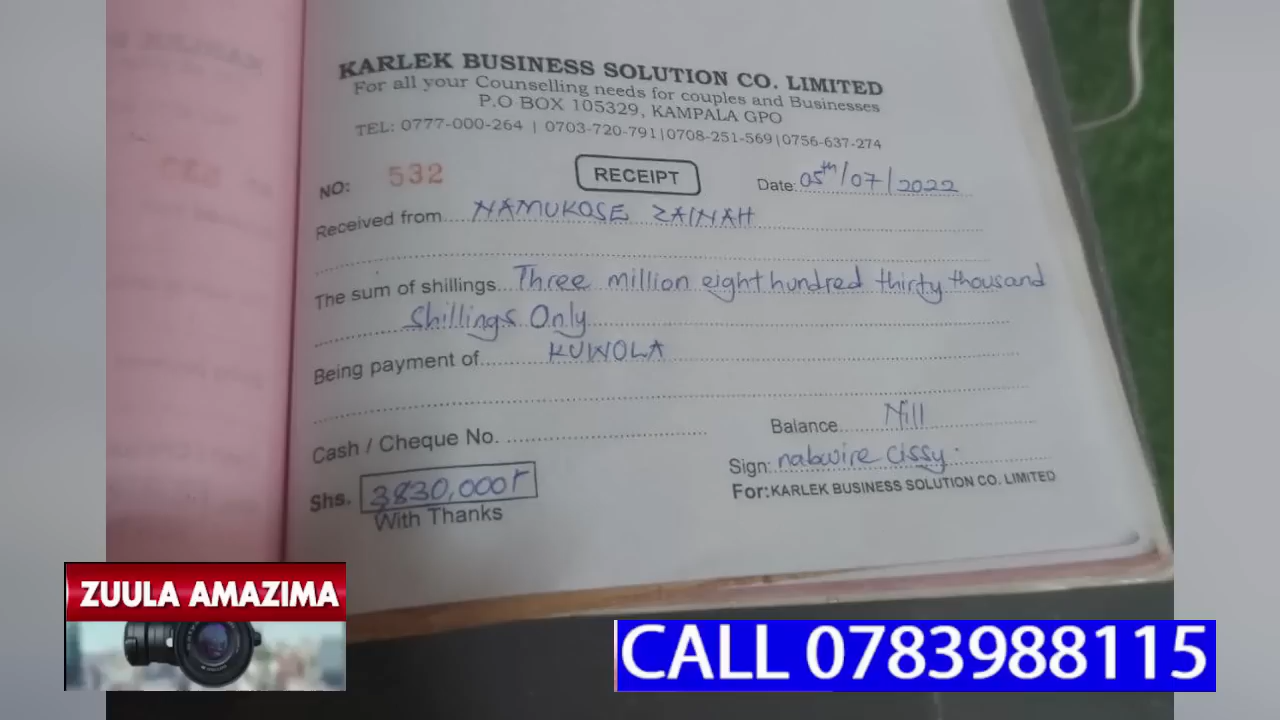 KARLEK BUSINESS SOLUTION CO. LIMITED
For all your Counselling needs for couples and Businesses
P.O BOX 105329, KAMPALA GPO
TEL: 0777-000-264 | 0703-720-791|0708-251-569|0756-637-274
NO: 532 RECEIPT Date: 05th/07/2022
Received from NAMUKOSE ZAINAH
The sum of shillings Three million eight hundred thirty thousand
Shillings Only
Being payment of KUWOLA
Cash / Cheque No. Balance Nill
Sign: nabwire cissy.
Shs. 3830,000/= For: KARLEK BUSINESS SOLUTION CO. LIMITED
With Thanks
ZUULA AMAZIMA
CALL 0783988115